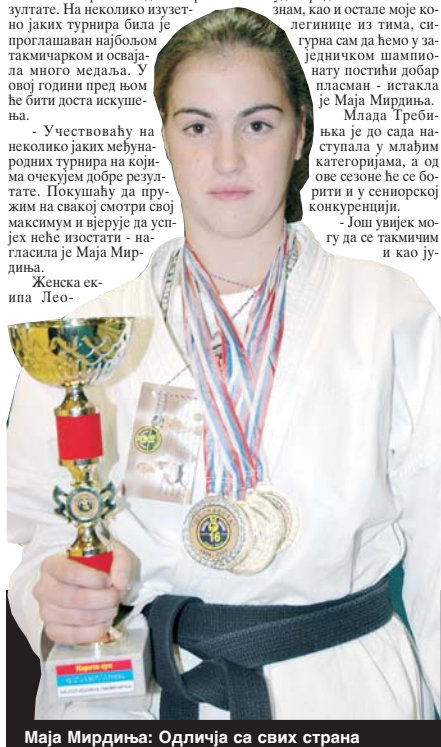 зултате. На неколико изузет-
но јаких турнира била је
проглашаван најбољом
такмичарком и осваја-
ла много медаља. У
овој години пред њом
ће бити доста искуше-
ња.
- Учествоваћу на
неколико јаких међуна-
родних турнира на који-
ма очекујем добре резул-
тате. Покушаћу да пру-
жим на свакој смотри свој
максимум и вјерује да усп-
јех неће изостати - на-
гласила је Маја Мир-
диња.
Женска ек-
ипа Лео-
знам, као и остале моје ко-
легинице из тима, си-
гурна сам да ћемо у за-
једничком шампио-
нату постићи добар
пласман - истакла
је Маја Мирдиња.
Млада Треби-
њка је до сада на-
ступала у млађим
категоријама, а од
ове сезоне ће се бо-
рити и у сениорској
конкуренцији.
- Још увијек мо-
гу да се такмичим
и као ју-
16
Карате куп
Маја Мирдиња: Одличја са свих страна